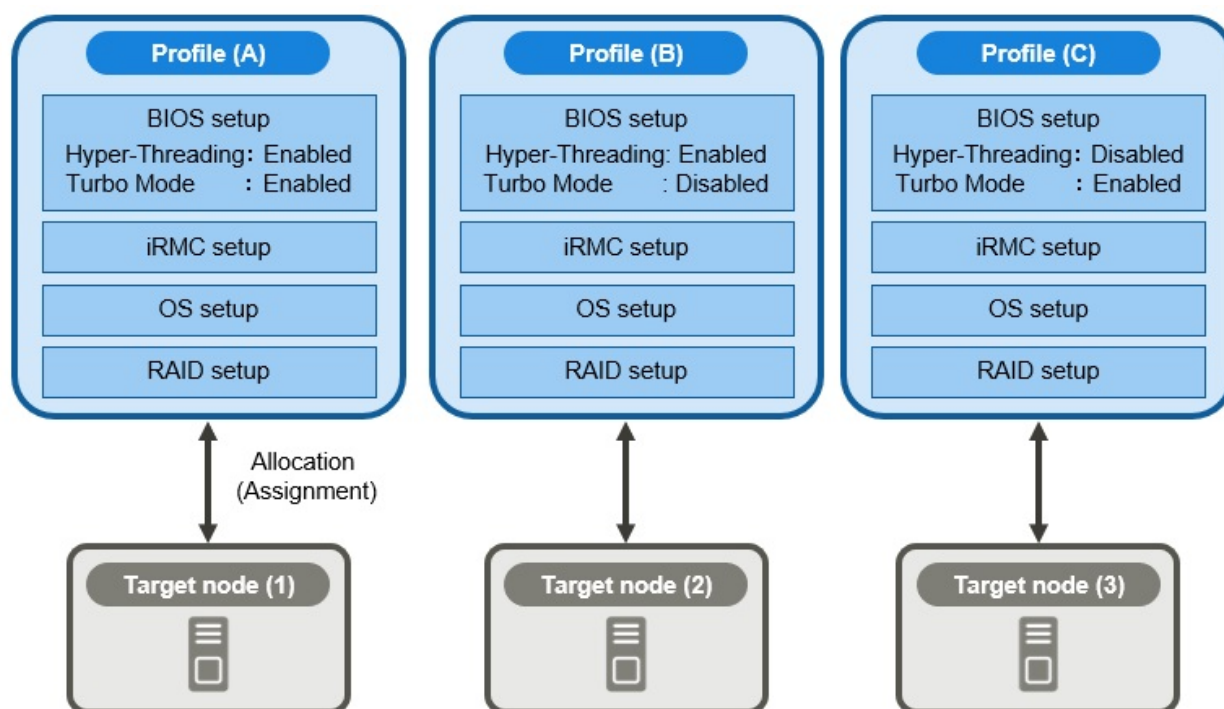 Profile (A)
BIOS setup
Hyper-Threading: Enabled
Turbo Mode : Enabled
iRMC setup
OS setup
RAID setup
Profile (B)
BIOS setup
Hyper-Threading: Enabled
Turbo Mode : Disabled
iRMC setup
OS setup
RAID setup
Profile (C)
BIOS setup
Hyper-Threading: Disabled
Turbo Mode : Enabled
iRMC setup
OS setup
RAID setup
Allocation
(Assignment)
Target node (1)
Target node (2)
Target node (3)